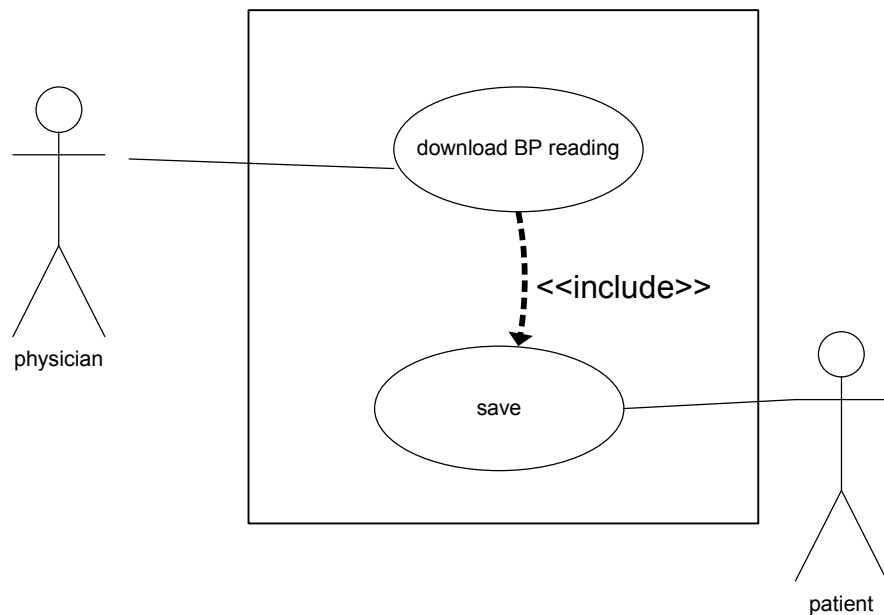 download BP reading
<<include>>
physician
save
patient